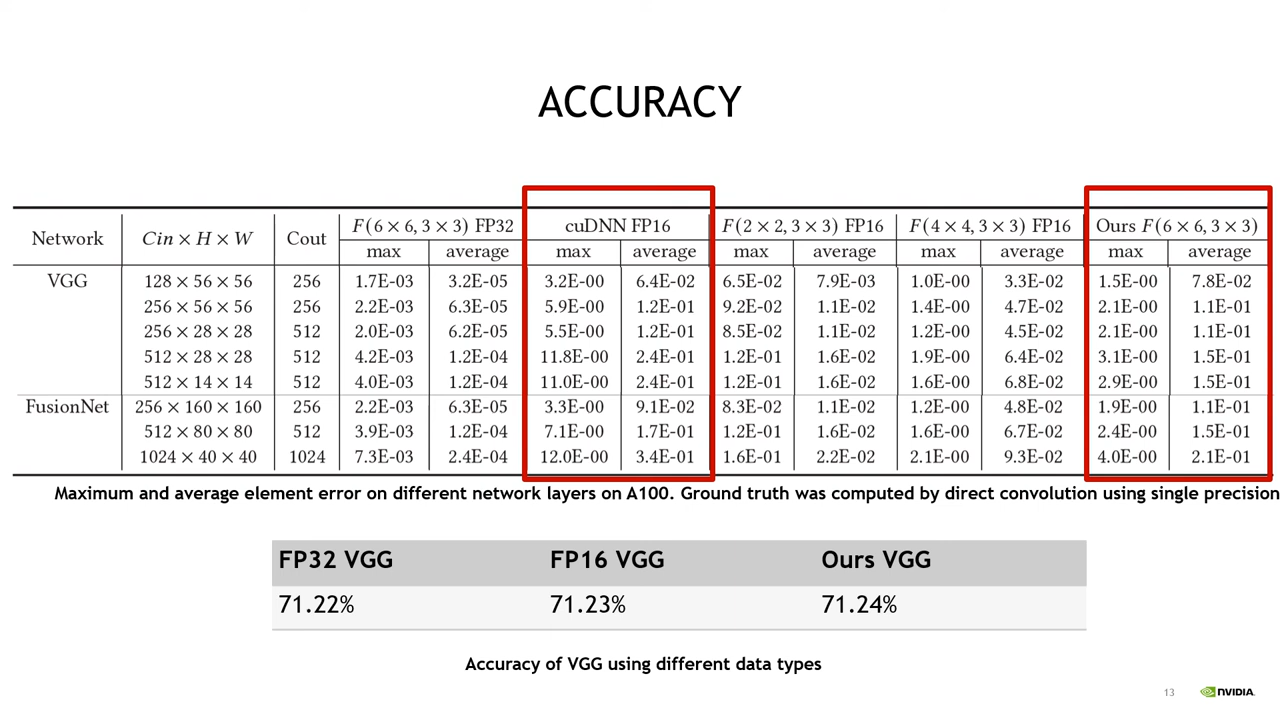 ACCURACY
Network Cin × H × W Cout F(6 × 6, 3 × 3) FP32 cuDNN FP16 F(2 × 2, 3 × 3) FP16 F(4 × 4, 3 × 3) FP16 Ours F(6 × 6, 3 × 3)
max average max average max average max average max average
VGG 128 × 56 × 56 256 1.7E-03 3.2E-05 3.2E-00 6.4E-02 6.5E-02 7.9E-03 1.0E-00 3.3E-02 1.5E-00 7.8E-02
256 × 56 × 56 256 2.2E-03 6.3E-05 5.9E-00 1.2E-01 9.2E-02 1.1E-02 1.4E-00 4.7E-02 2.1E-00 1.1E-01
256 × 28 × 28 512 2.0E-03 6.2E-05 5.5E-00 1.2E-01 8.5E-02 1.1E-02 1.2E-00 4.5E-02 2.1E-00 1.1E-01
512 × 28 × 28 512 4.2E-03 1.2E-04 11.8E-00 2.4E-01 1.2E-01 1.6E-02 1.9E-00 6.4E-02 3.1E-00 1.5E-01
512 × 14 × 14 512 4.0E-03 1.2E-04 11.0E-00 2.4E-01 1.2E-01 1.6E-02 1.6E-00 6.8E-02 2.9E-00 1.5E-01
FusionNet 256 × 160 × 160 256 2.2E-03 6.3E-05 3.3E-00 9.1E-02 8.3E-02 1.1E-02 1.2E-00 4.8E-02 1.9E-00 1.1E-01
512 × 80 × 80 512 3.9E-03 1.2E-04 7.1E-00 1.7E-01 1.2E-01 1.6E-02 1.6E-00 6.7E-02 2.4E-00 1.5E-01
1024 × 40 × 40 1024 7.3E-03 2.4E-04 12.0E-00 3.4E-01 1.6E-01 2.2E-02 2.1E-00 9.3E-02 4.0E-00 2.1E-01
Maximum and average element error on different network layers on A100. Ground truth was computed by direct convolution using single precision
FP32 VGG FP16 VGG Ours VGG
71.22% 71.23% 71.24%
Accuracy of VGG using different data types
13 NVIDIA.